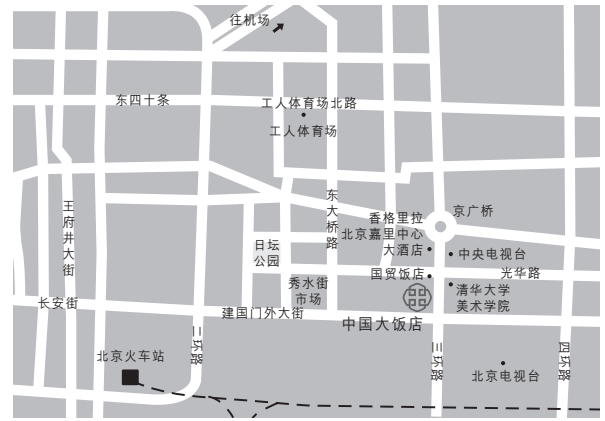 往机场
东四十条
工人体育场北路
工人体育场
王府井大街
东大桥路
香格里拉
北京嘉里中心
大酒店
京广桥
日坛
公园
中央电视台
国贸饭店
光华路
秀水街
市场
清华大学
美术学院
长安街
建国门外大街
中国大饭店
二环路
三环路
四环路
北京火车站
北京电视台